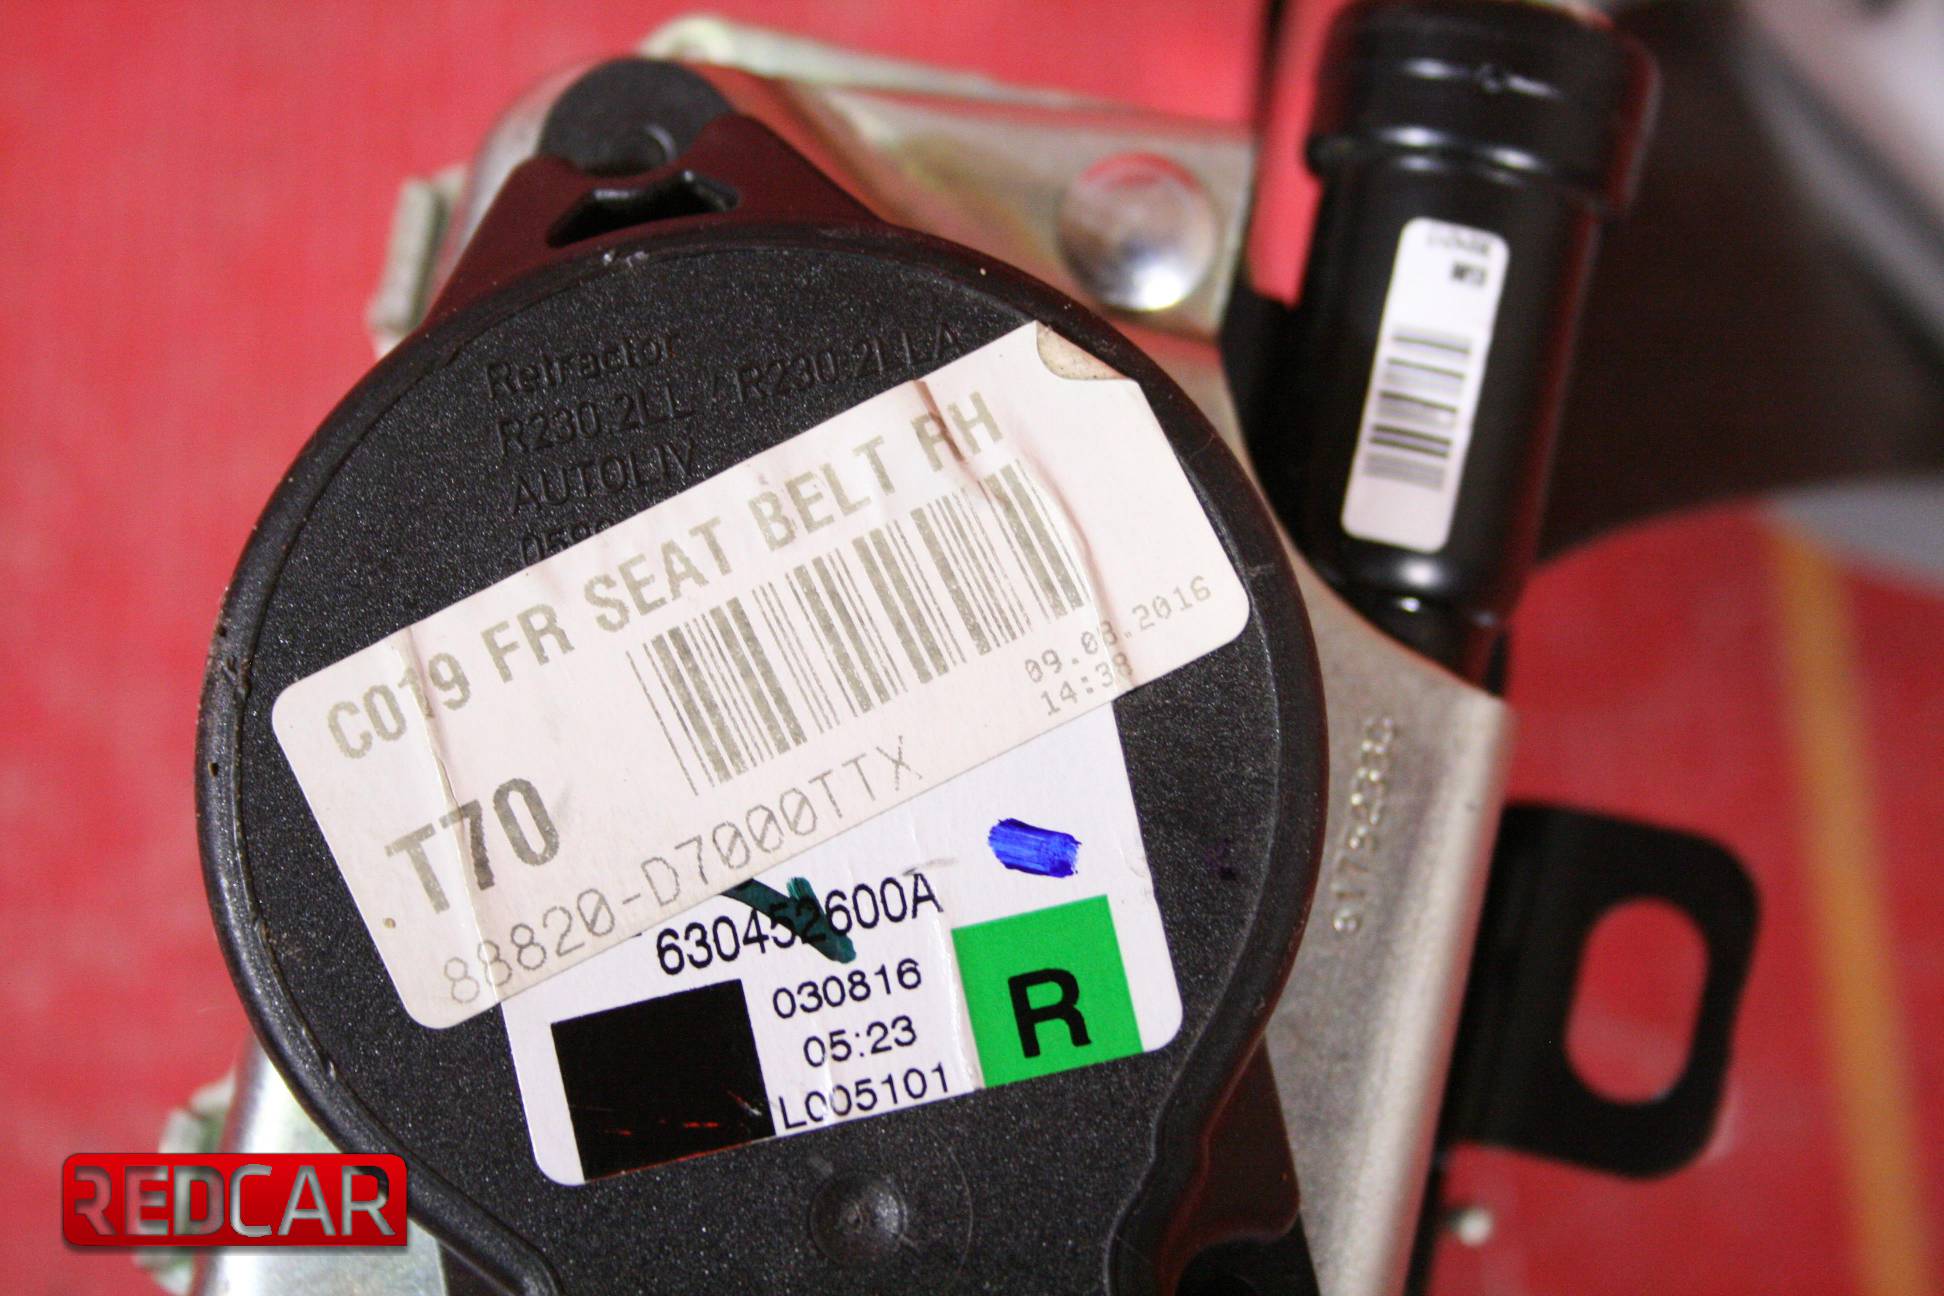 Retractor
R230.2LL / R230.2LLA
AUTOLIV
C019 FR SEAT BELT RH
09.08.2016
14:38
T70
88820-D7000TTX
630452600A
030816
05:23
L005101
R
REDCAR